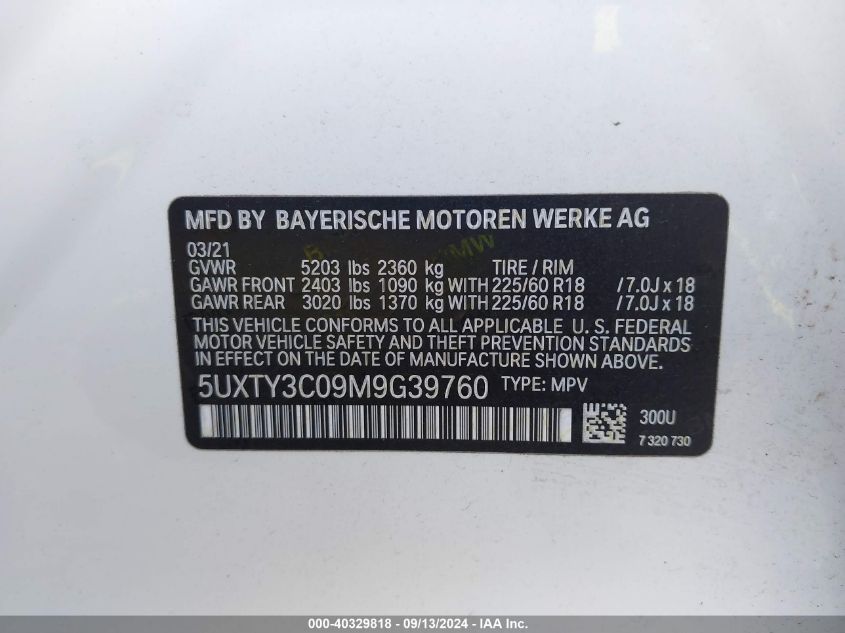 MFD BY BAYERISCHE MOTOREN WERKE AG
03/21
GVWR 5203 lbs 2360 kg TIRE / RIM
GAWR FRONT 2403 lbs 1090 kg WITH 225/60 R18 /7.0J x 18
GAWR REAR 3020 lbs 1370 kg WITH 225/60 R18 /7.0J x 18
THIS VEHICLE CONFORMS TO ALL APPLICABLE U. S. FEDERAL
MOTOR VEHICLE SAFETY AND THEFT PREVENTION STANDARDS
IN EFFECT ON THE DATE OF MANUFACTURE SHOWN ABOVE.
5UXTY3C09M9G39760 TYPE: MPV
300U
7 320 730
000-40329818 - 09/13/2024 - IAA Inc.